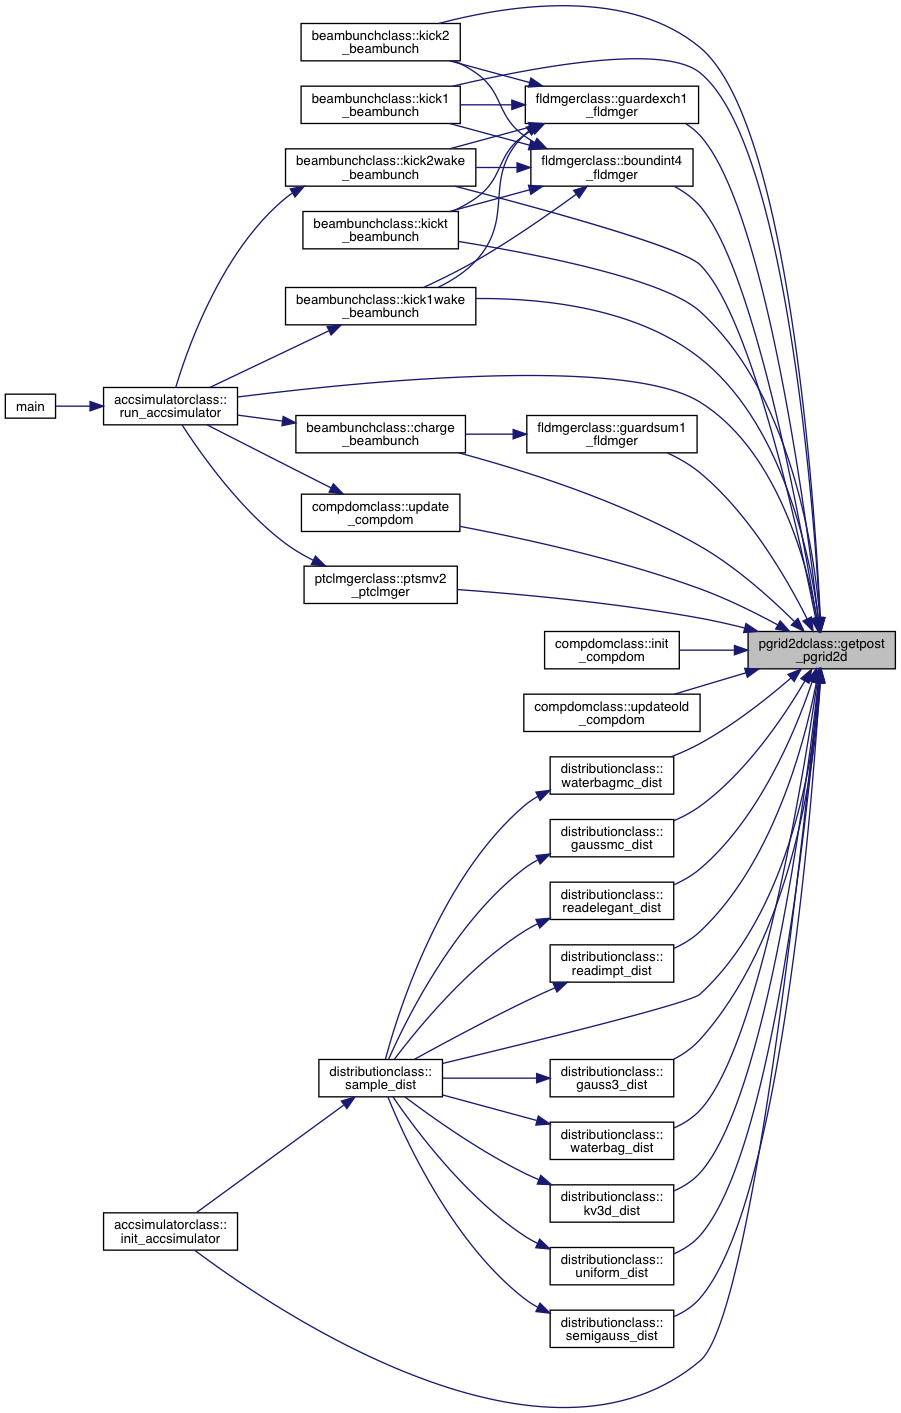 beambunchclass::kick2
_beambunch
beambunchclass::kick1
_beambunch
fldmgerclass::guardexch1
_fldmger
beambunchclass::kick2wake
_beambunch
fldmgerclass::boundint4
_fldmger
beambunchclass::kickt
_beambunch
beambunchclass::kick1wake
_beambunch
main
accsimulatorclass::
run_accsimulator
beambunchclass::charge
_beambunch
fldmgerclass::guardsum1
_fldmger
compdomclass::update
_compdom
ptclmgerclass::ptsmv2
_ptclmger
compdomclass::init
_compdom
pgrid2dclass::getpost
_pgrid2d
compdomclass::updateold
_compdom
distributionclass::
waterbagmc_dist
distributionclass::
gaussmc_dist
distributionclass::
readelegant_dist
distributionclass::
readimpt_dist
distributionclass::
sample_dist
distributionclass::
gauss3_dist
distributionclass::
waterbag_dist
distributionclass::
kv3d_dist
accsimulatorclass::
init_accsimulator
distributionclass::
uniform_dist
distributionclass::
semigauss_dist